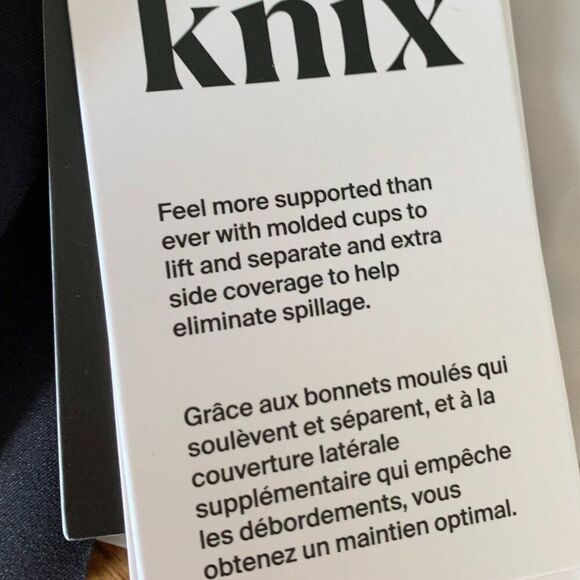 knix
Feel more supported than
ever with molded cups to
lift and separate and extra
side coverage to help
eliminate spillage.
Grâce aux bonnets moulés qui
soulèvent et séparent, et à la
couverture latérale
supplémentaire qui empêche
les débordements, vous
obtenez un maintien optimal.